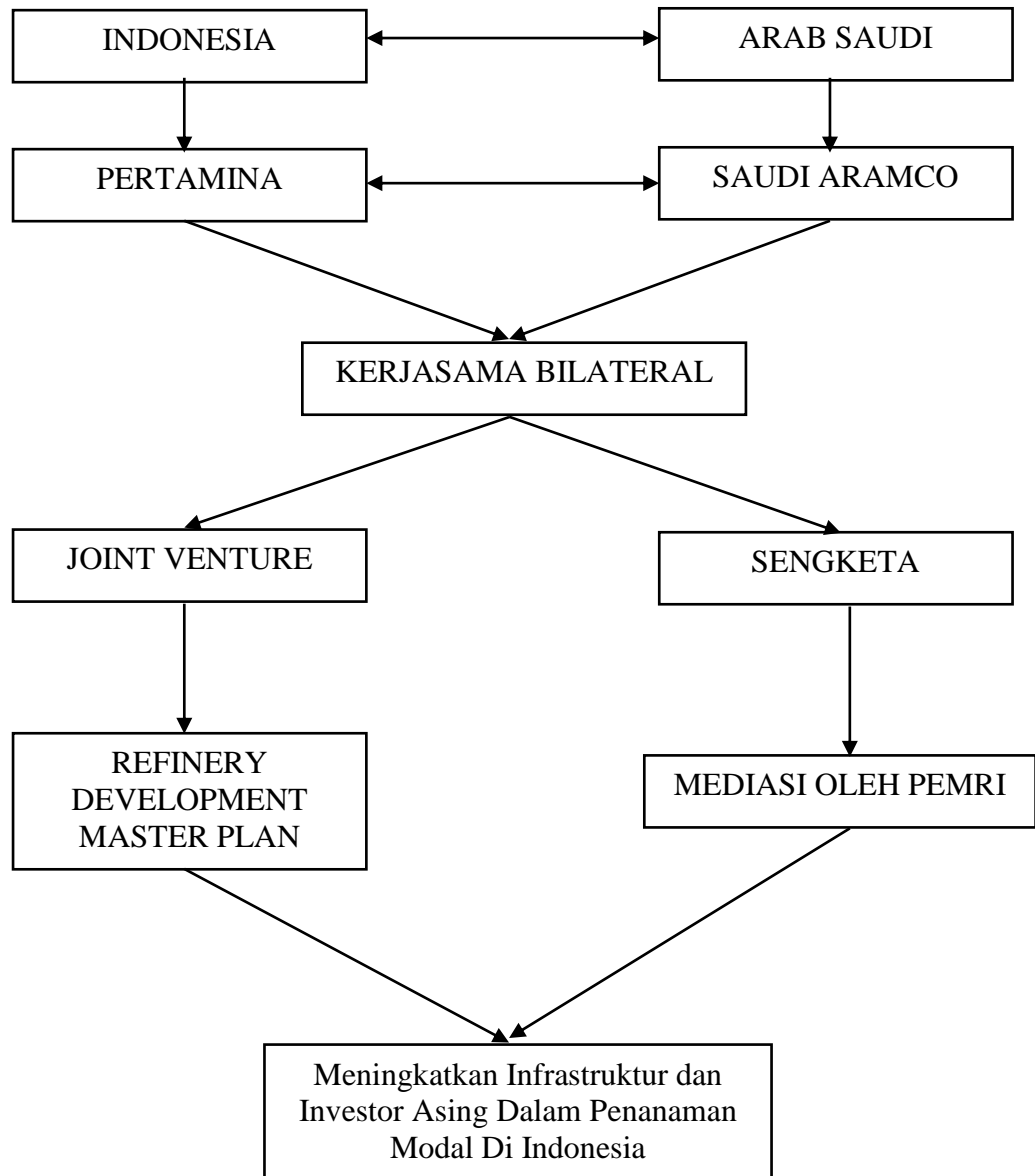 INDONESIA
ARAB SAUDI
PERTAMINA
SAUDI ARAMCO
KERJASAMA BILATERAL
JOINT VENTURE
SENGKETA
REFINERY
DEVELOPMENT
MASTER PLAN
MEDIASI OLEH PEMRI
Meningkatkan Infrastruktur dan
Investor Asing Dalam Penanaman
Modal Di Indonesia